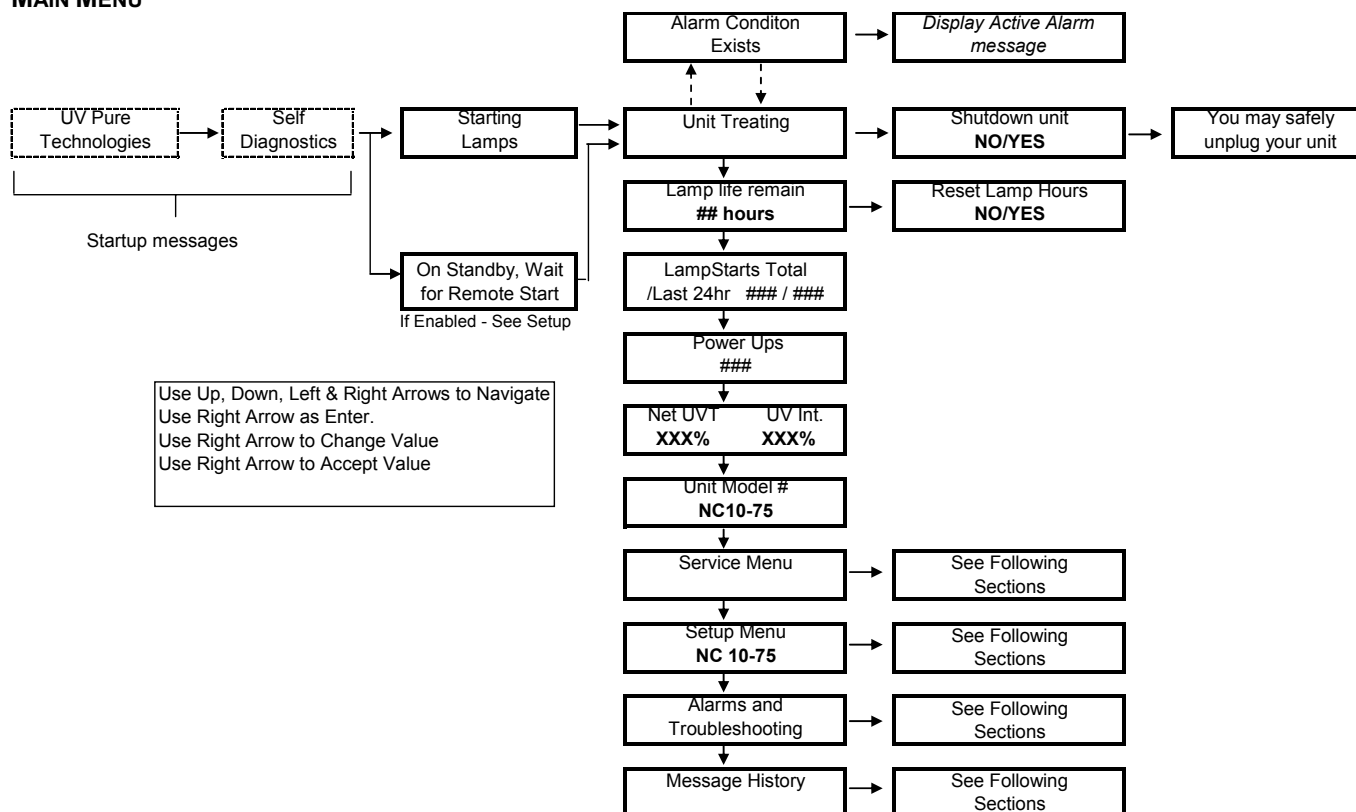 MAIN MENU
Alarm Conditon
Exists
Display Active Alarm
message
UV Pure
Technologies
Self
Diagnostics
Starting
Lamps
Unit Treating
Shutdown unit
NO/YES
You may safely
unplug your unit
Startup messages
Lamp life remain
## hours
Reset Lamp Hours
NO/YES
On Standby, Wait
for Remote Start
If Enabled - See Setup
LampStarts Total
/Last 24hr ### / ###
Power Ups
###
Use Up, Down, Left & Right Arrows to Navigate
Use Right Arrow as Enter.
Use Right Arrow to Change Value
Use Right Arrow to Accept Value
Net UVT UV Int.
XXX% XXX%
Unit Model #
NC10-75
Service Menu
See Following
Sections
Setup Menu
NC 10-75
See Following
Sections
Alarms and
Troubleshooting
See Following
Sections
Message History
See Following
Sections